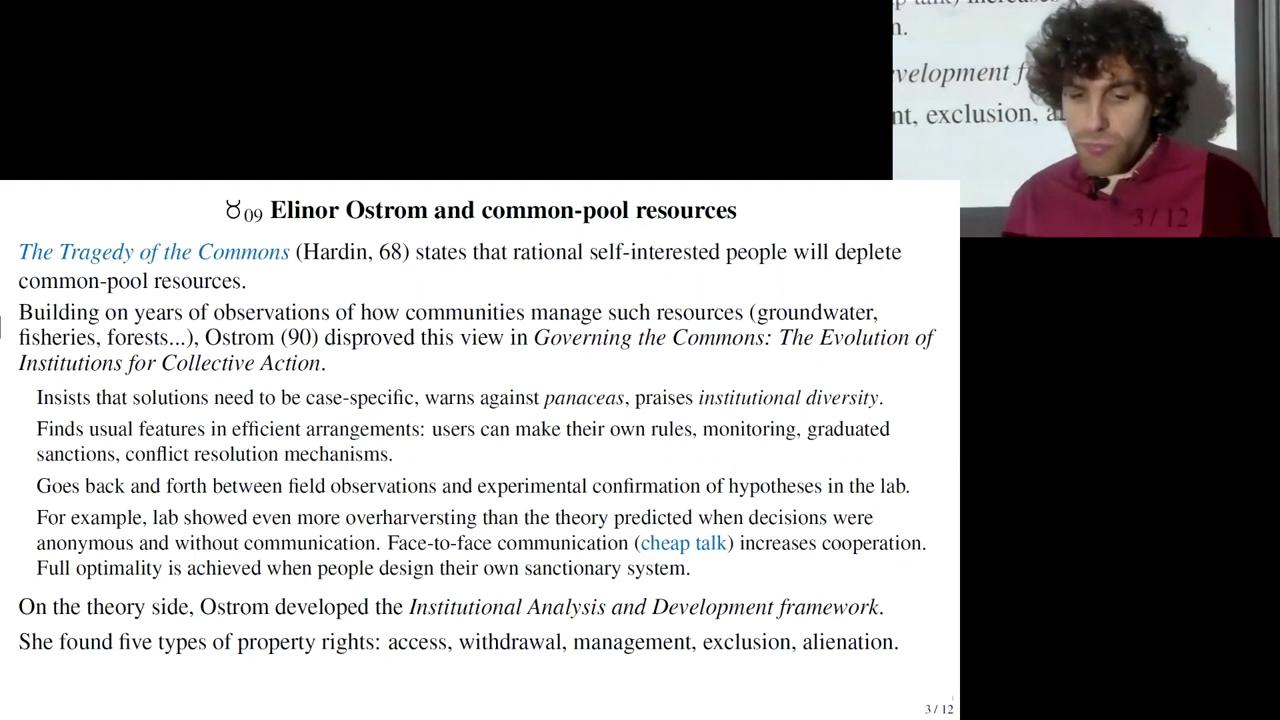 p talk) increases
n.
velopment f
nt, exclusion, a
3 / 12
♉09 Elinor Ostrom and common-pool resources
The Tragedy of the Commons (Hardin, 68) states that rational self-interested people will deplete
common-pool resources.
Building on years of observations of how communities manage such resources (groundwater,
fisheries, forests...), Ostrom (90) disproved this view in Governing the Commons: The Evolution of
Institutions for Collective Action.
Insists that solutions need to be case-specific, warns against panaceas, praises institutional diversity.
Finds usual features in efficient arrangements: users can make their own rules, monitoring, graduated
sanctions, conflict resolution mechanisms.
Goes back and forth between field observations and experimental confirmation of hypotheses in the lab.
For example, lab showed even more overharversting than the theory predicted when decisions were
anonymous and without communication. Face-to-face communication (cheap talk) increases cooperation.
Full optimality is achieved when people design their own sanctionary system.
On the theory side, Ostrom developed the Institutional Analysis and Development framework.
She found five types of property rights: access, withdrawal, management, exclusion, alienation.
3 / 12